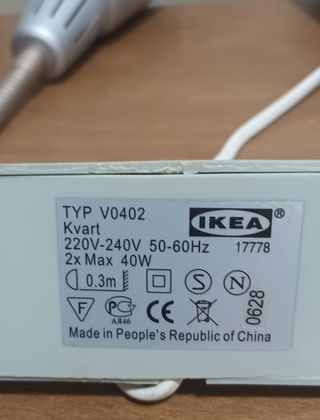 TYP V0402
IKEA®
Kvart
220V-240V 50-60Hz 17778
2x Max 40W
0.3m S N
F PC CE
АЯ46
0628
Made in People's Republic of China